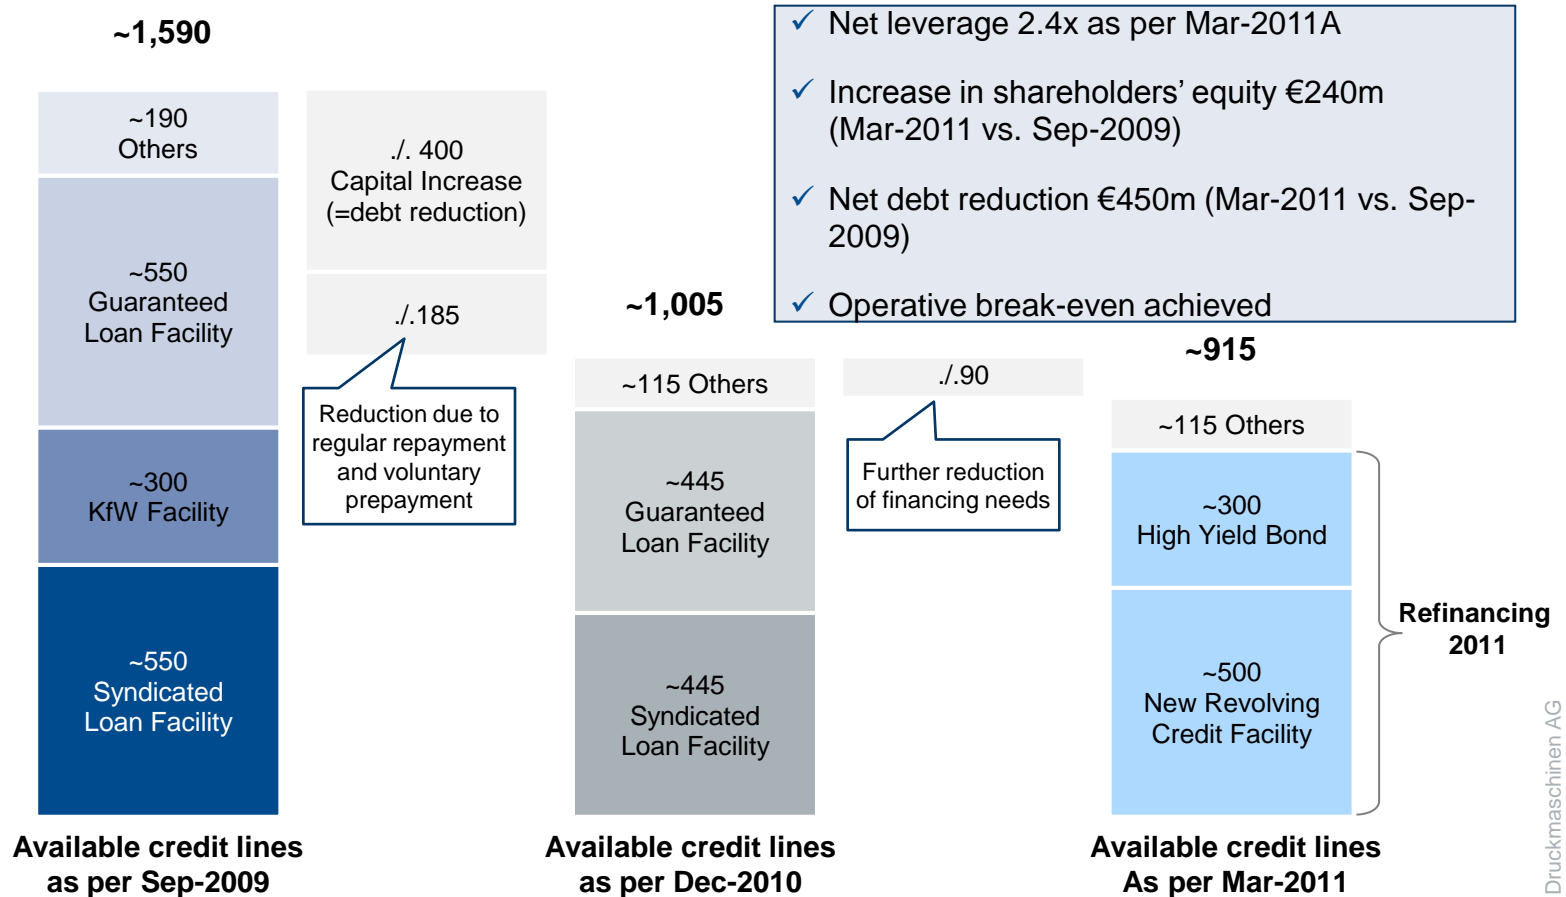 ~1,590
~190
Others
~550
Guaranteed
Loan Facility
~300
KfW Facility
~550
Syndicated
Loan Facility
Available credit lines
as per Sep-2009
./. 400
Capital Increase
(=debt reduction)
./.185
Reduction due to
regular repayment
and voluntary
prepayment
~1,005
~115 Others
~445
Guaranteed
Loan Facility
~445
Syndicated
Loan Facility
Available credit lines
as per Dec-2010
✓ Net leverage 2.4x as per Mar-2011A
✓ Increase in shareholders’ equity €240m
(Mar-2011 vs. Sep-2009)
✓ Net debt reduction €450m (Mar-2011 vs. Sep-
2009)
✓ Operative break-even achieved
./.90
Further reduction
of financing needs
~915
~115 Others
~300
High Yield Bond
~500
New Revolving
Credit Facility
Available credit lines
As per Mar-2011
Refinancing
2011
Druckmaschinen AG